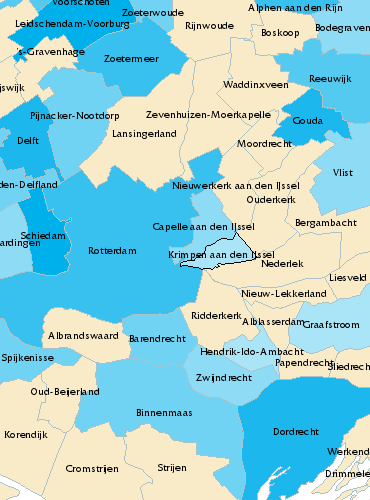 Voorschoten
Zoeterwoude
Alphen aan den Rijn
Leidschendam-Voorburg
Rijnwoude
Bodegraven
Boskoop
's-Gravenhage
Zoetermeer
Reeuwijk
Waddinxveen
ijswijk
Pijnacker-Nootdorp
Zevenhuizen-Moerkapelle
Gouda
Lansingerland
Delft
Moordrecht
Vlist
den-Delfland
Nieuwerkerk aan den IJssel
Ouderkerk
Bergambacht
Capelle aan den IJssel
Schiedam
ardingen
Rotterdam
Krimpen aan den IJssel
Nederlek
Liesveld
Nieuw-Lekkerland
Ridderkerk
Alblasserdam
Graafstroom
Albrandswaard
Barendrecht
Hendrik-Ido-Ambacht
Spijkenisse
Papendrecht
Sliedrech
Zwijndrecht
Oud-Beijerland
Binnenmaas
Korendijk
Dordrecht
Werkend
Cromstrijen
Strijen
Drimmele